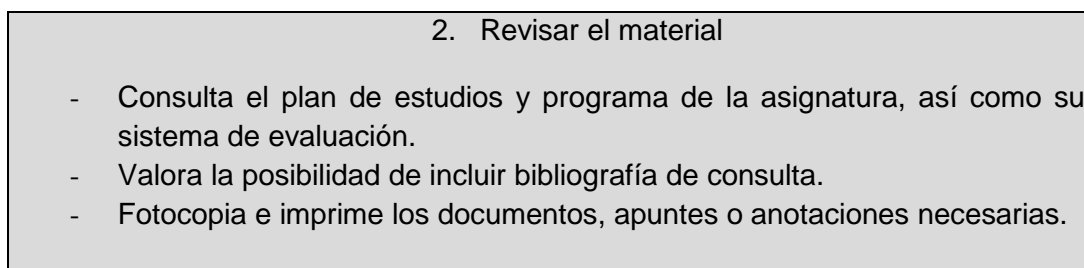 2. Revisar el material
- Consulta el plan de estudios y programa de la asignatura, así como su
sistema de evaluación.
- Valora la posibilidad de incluir bibliografía de consulta.
- Fotocopia e imprime los documentos, apuntes o anotaciones necesarias.